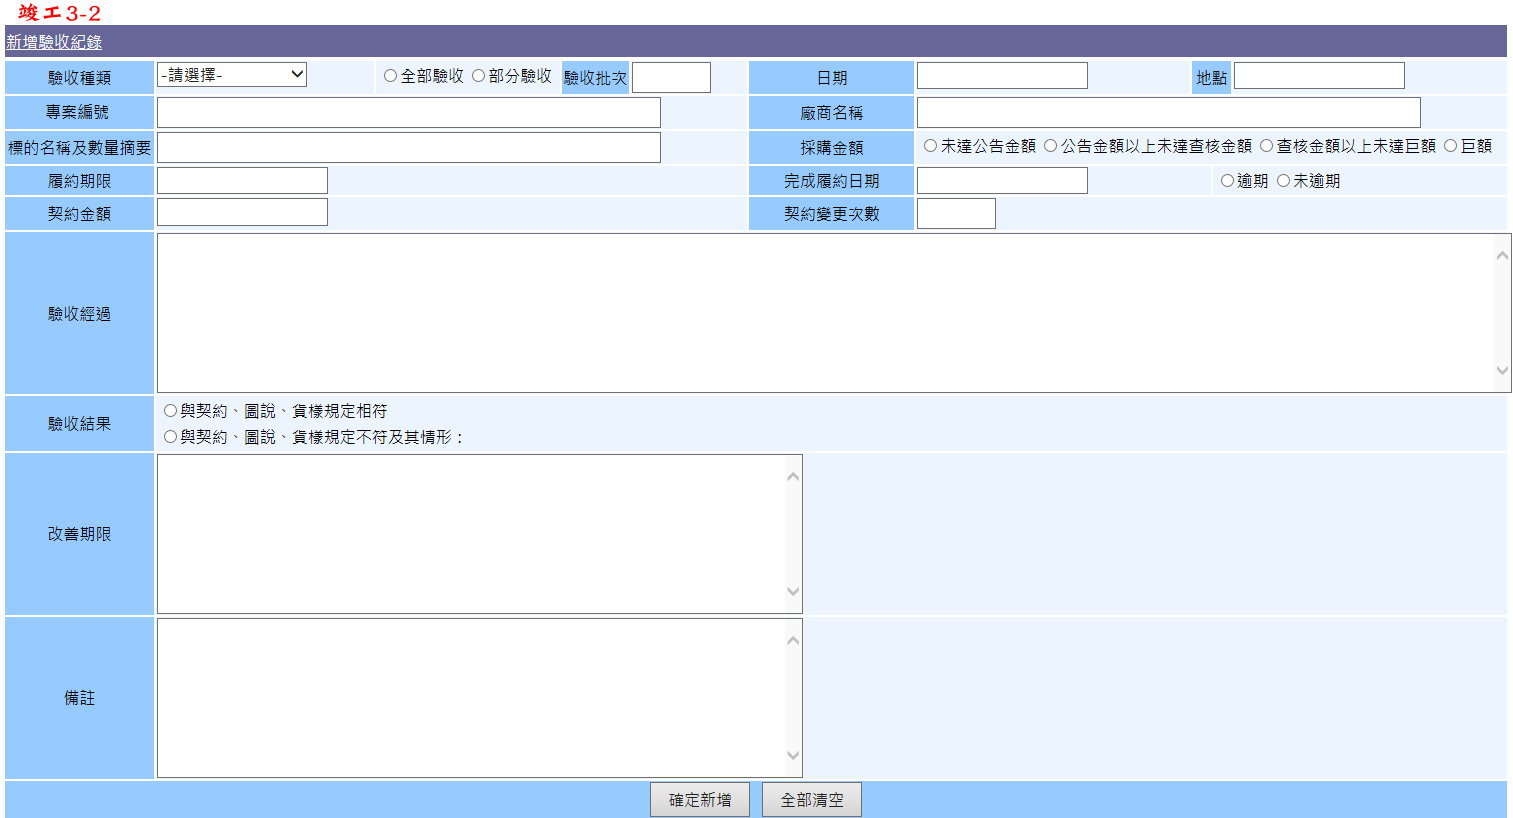 竣工3-2
新增驗收紀錄
驗收種類 -請選擇- 全部驗收 部分驗收 驗收批次 日期 地點
專案編號 廠商名稱
標的名稱及數量摘要 採購金額 未達公告金額 公告金額以上未達查核金額 查核金額以上未達巨額 巨額
履約期限 完成履約日期 逾期 未逾期
契約金額 契約變更次數
驗收經過
驗收結果 與契約、圖說、貨樣規定相符
與契約、圖說、貨樣規定不符及其情形：
改善期限
備註
確定新增 全部清空